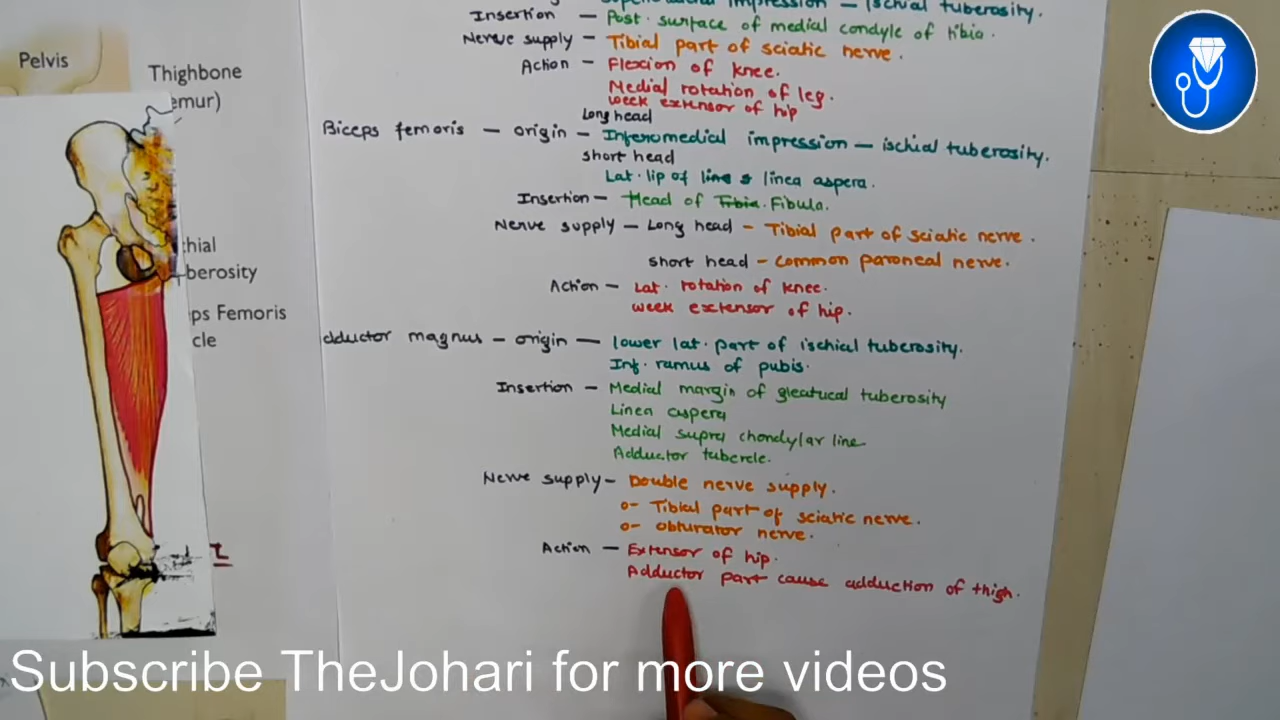 Pelvis
Thighbone
emur)
chial
berosity
ps Femoris
cle
impression — Ischial tuberosity.
Insertion — Post. surface of medial condyle of tibia.
Nerve supply — Tibial part of sciatic nerve.
Action — Flexion of knee.
Medial rotation of leg.
week extensor of hip
Long head
Biceps femoris — origin — Inferomedial impression — ischial tuberosity.
short head
Lat. lip of line s linea aspera.
Insertion — Head of Tibia. Fibula.
Nerve supply — Long head — Tibial part of sciatic nerve.
short head — common paroneal nerve.
Action — Lat. rotation of knee.
week extensor of hip.
dductor magnus — origin — lower lat. part of ischial tuberosity.
Inf. ramus of pubis.
Insertion — Medial margin of gleatucal tuberosity
Linea aspera
Medial supra chondylar line
Adductor tubercle.
Nerve supply — Double nerve supply.
o- Tibial part of sciatic nerve.
o- obturator nerve.
Action — Extensor of hip.
Adductor part cause adduction of thigh.
Subscribe TheJohari for more videos